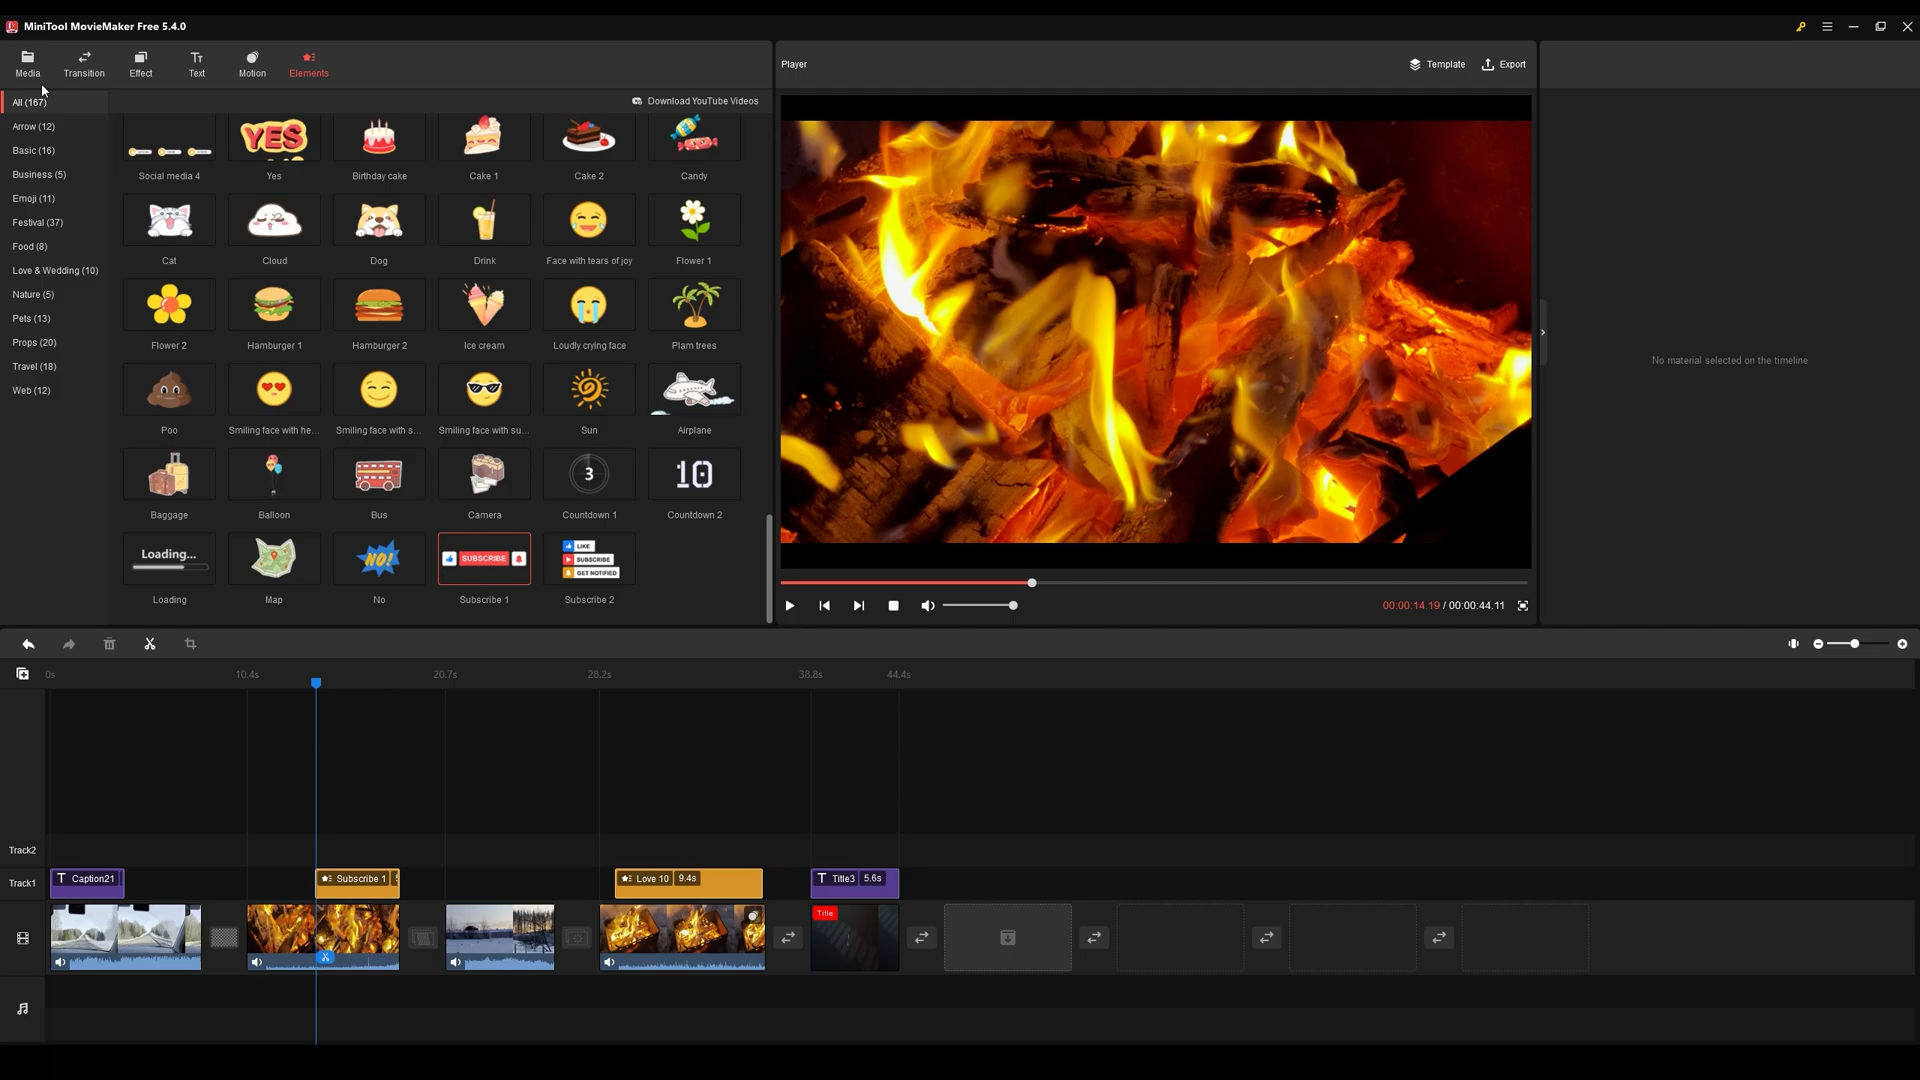 MiniTool MovieMaker Free 5.4.0
Media
Transition
Effect
Text
Motion
Elements
Player
Template
Export
All (167)
Download YouTube Videos
Arrow (12)
Basic (16)
Business (5)
Emoji (11)
Festival (37)
Food (8)
Love & Wedding (10)
Nature (5)
Pets (13)
Props (20)
Travel (18)
Web (12)
YES
Social media 4
Yes
Birthday cake
Cake 1
Cake 2
Candy
Cat
Cloud
Dog
Drink
Face with tears of joy
Flower 1
Flower 2
Hamburger 1
Hamburger 2
Ice cream
Loudly crying face
Plam trees
Poo
Smiling face with he...
Smiling face with s...
Smiling face with su...
Sun
Airplane
3
10
Baggage
Balloon
Bus
Camera
Countdown 1
Countdown 2
Loading...
NO!
SUBSCRIBE
LIKE
SUBSCRIBE
GET NOTIFIED
Loading
Map
No
Subscribe 1
Subscribe 2
No material selected on the timeline
00:00:14.19 / 00:00:44.11
0s
10.4s
20.7s
28.2s
38.8s
44.4s
Track2
Track1
Caption21
Subscribe 1
Love 10
9.4s
Title3
5.6s
Title